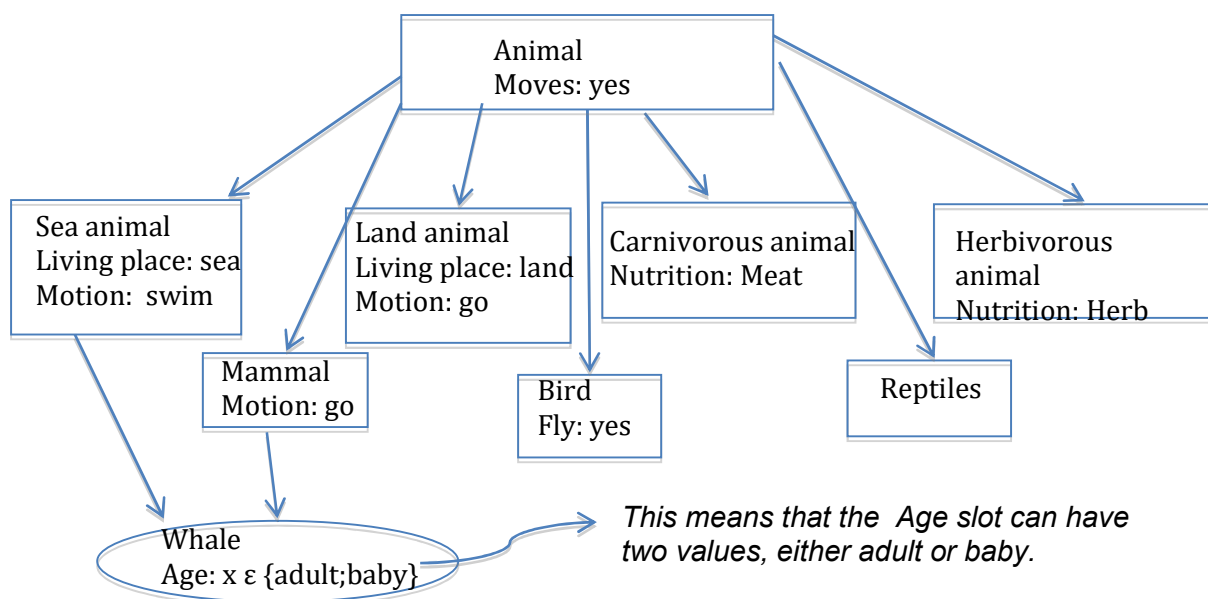 Animal
Moves: yes
Sea animal
Living place: sea
Motion:  swim
Land animal
Living place: land
Motion: go
Carnivorous animal
Nutrition: Meat
Herbivorous
animal
Nutrition: Herb
Mammal
Motion: go
Bird
Fly: yes
Reptiles
Whale
Age: x ε {adult;baby}
This means that the  Age slot can have
two values, either adult or baby.